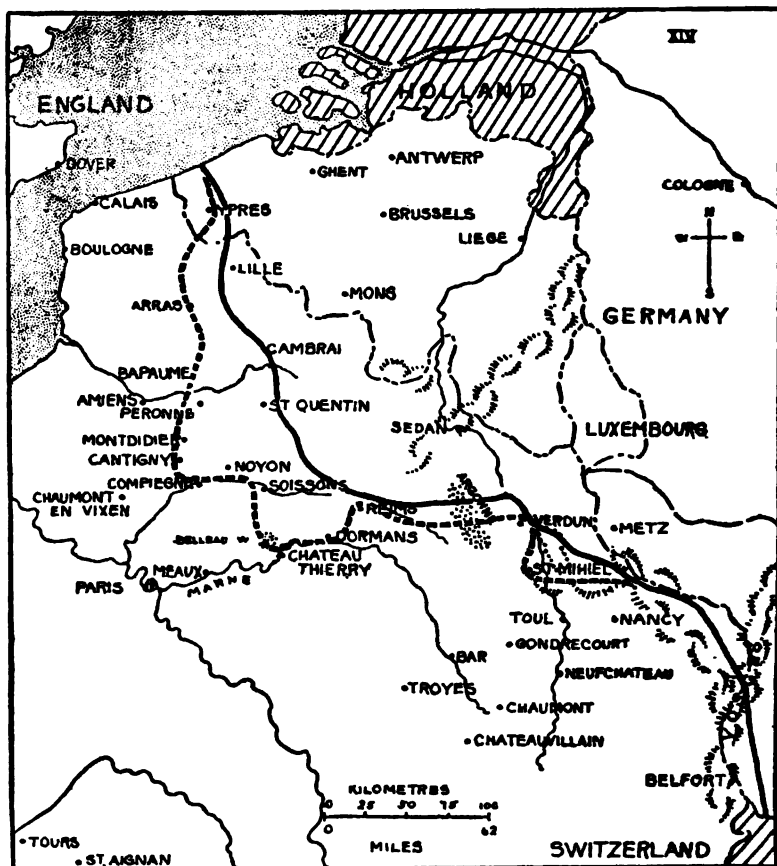 XIV
ENGLAND
HOLLAND
DOVER
GHENT
ANTWERP
COLOGNE
CALAIS
YPRES
BRUSSELS
N
W E
S
BOULOGNE
LIEGE
LILLE
MONS
ARRAS
GERMANY
CAMBRAI
BAPAUME
AMIENS
PERONNE
ST QUENTIN
SEDAN
LUXEMBOURG
MONTDIDIER
CANTIGNY
NOYON
COMPIEGNE
SOISSONS
CHAUMONT
EN VIXEN
RHEIMS
ARGONNE
VERDUN
METZ
BELLEAU W.
DORMANS
CHATEAU
THIERRY
ST MIHIEL
PARIS
MEAUX
MARNE
TOUL
NANCY
GONDRECOURT
BAR
NEUFCHATEAU
TROYES
CHAUMONT
CHATEAUVILLAIN
BELFORT
KILOMETRES
0 25 50 75 100
0 62
MILES
TOURS
ST. AIGNAN
SWITZERLAND